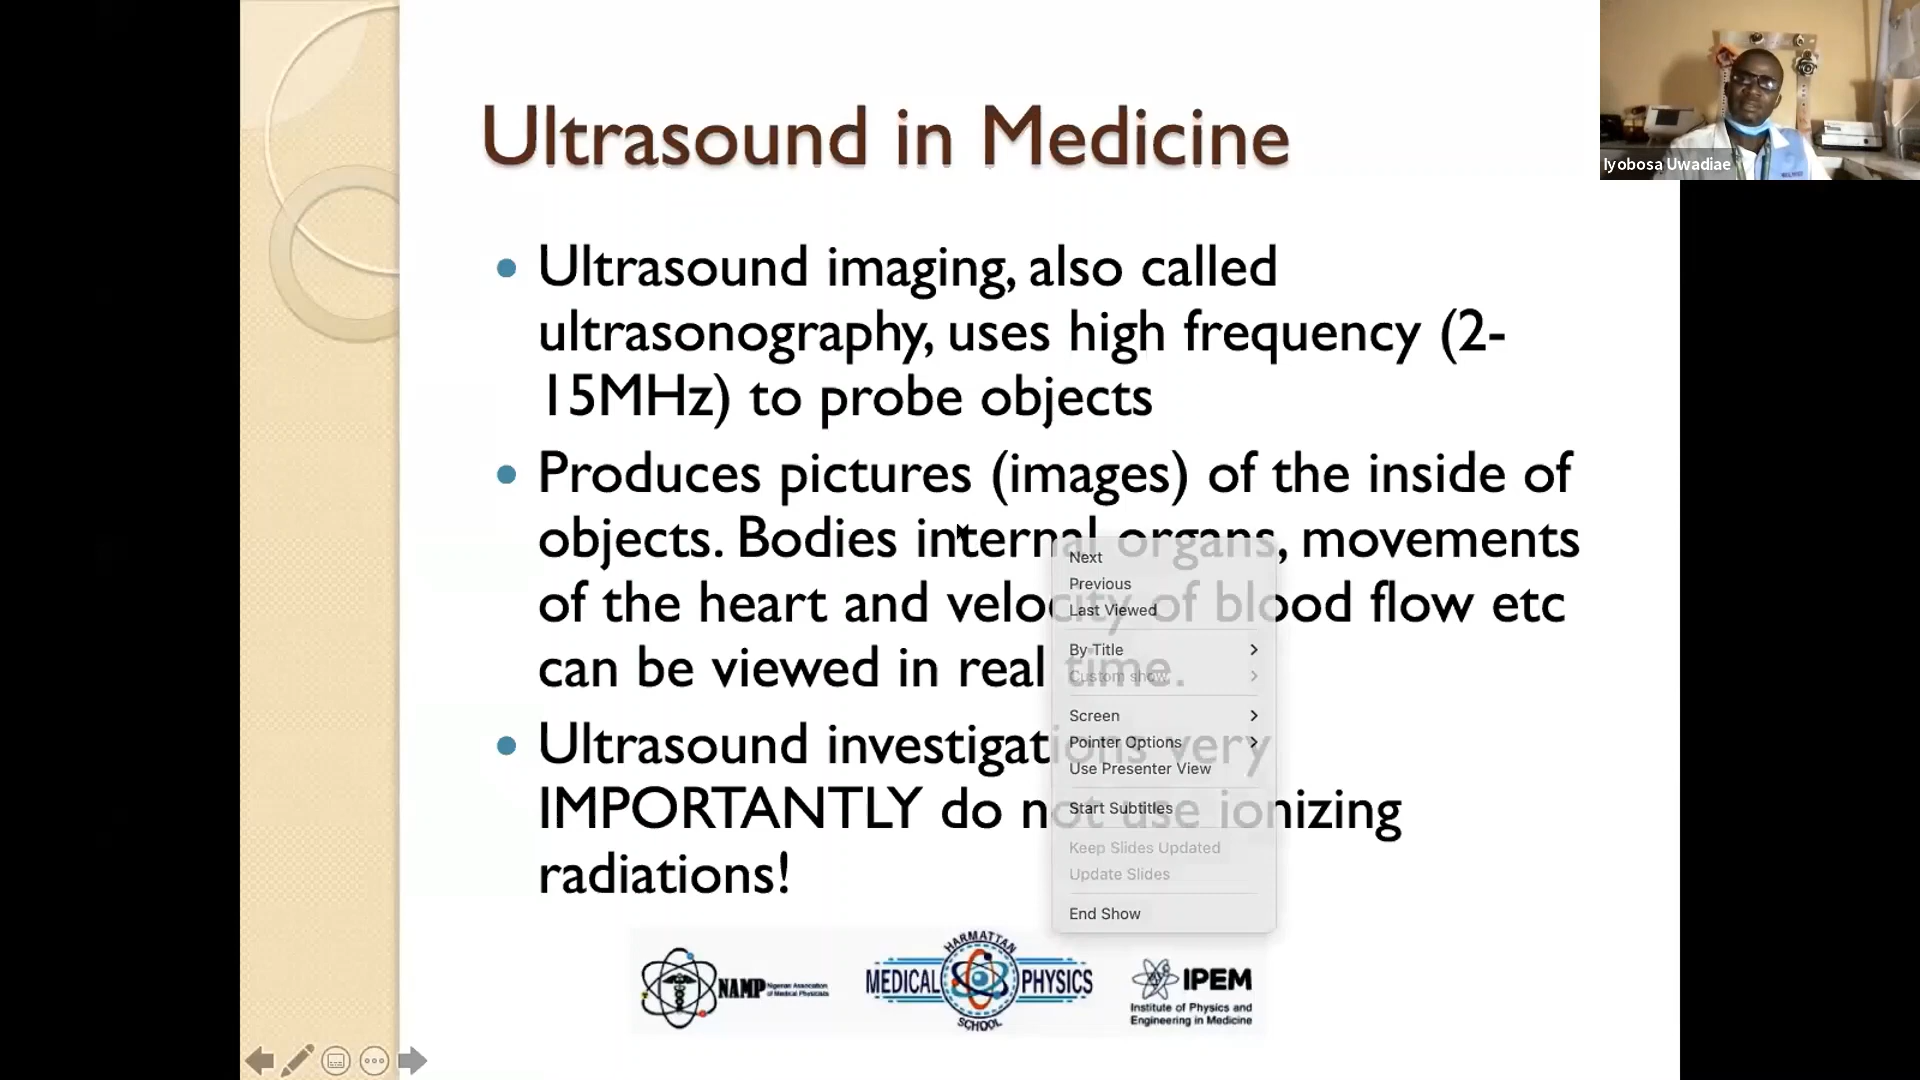 Ultrasound in Medicine
Iyobosa Uwadiae
Ultrasound imaging, also called
ultrasonography, uses high frequency (2-
15MHz) to probe objects
Produces pictures (images) of the inside of
objects. Bodies internal organs, movements
of the heart and velocity of blood flow etc
can be viewed in real time.
Ultrasound investigations very
IMPORTANTLY do not use ionizing
radiations!
Next
Previous
Last Viewed
By Title
Custom show
Screen
Pointer Options
Use Presenter View
Start Subtitles
Keep Slides Updated
Update Slides
End Show
NAMP
Nigerian Association
of Medical Physicists
HARMATTAN
MEDICAL PHYSICS
SCHOOL
IPEM
Institute of Physics and
Engineering in Medicine